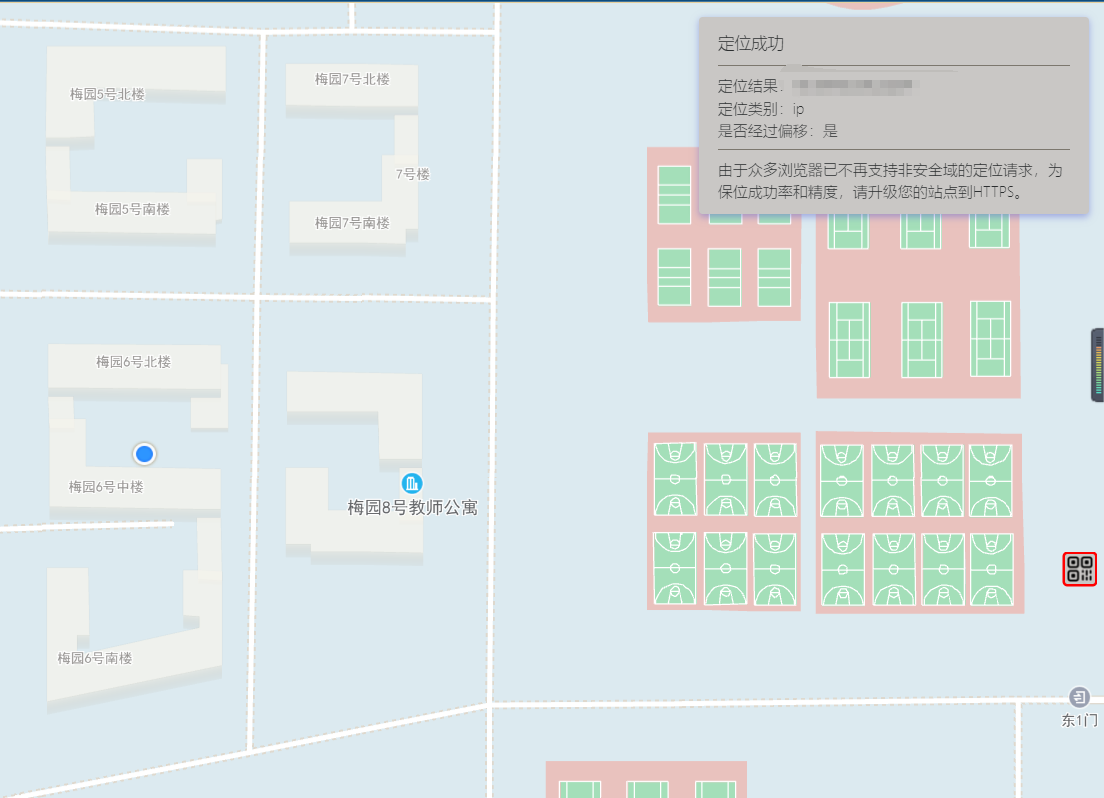 定位成功
定位结果：
定位类别：ip
是否经过偏移：是
由于众多浏览器已不再支持非安全域的定位请求，为
保位成功率和精度，请升级您的站点到HTTPS。
梅园5号北楼
梅园7号北楼
7号楼
梅园5号南楼
梅园7号南楼
梅园6号北楼
梅园6号中楼
梅园8号教师公寓
梅园6号南楼
东1门